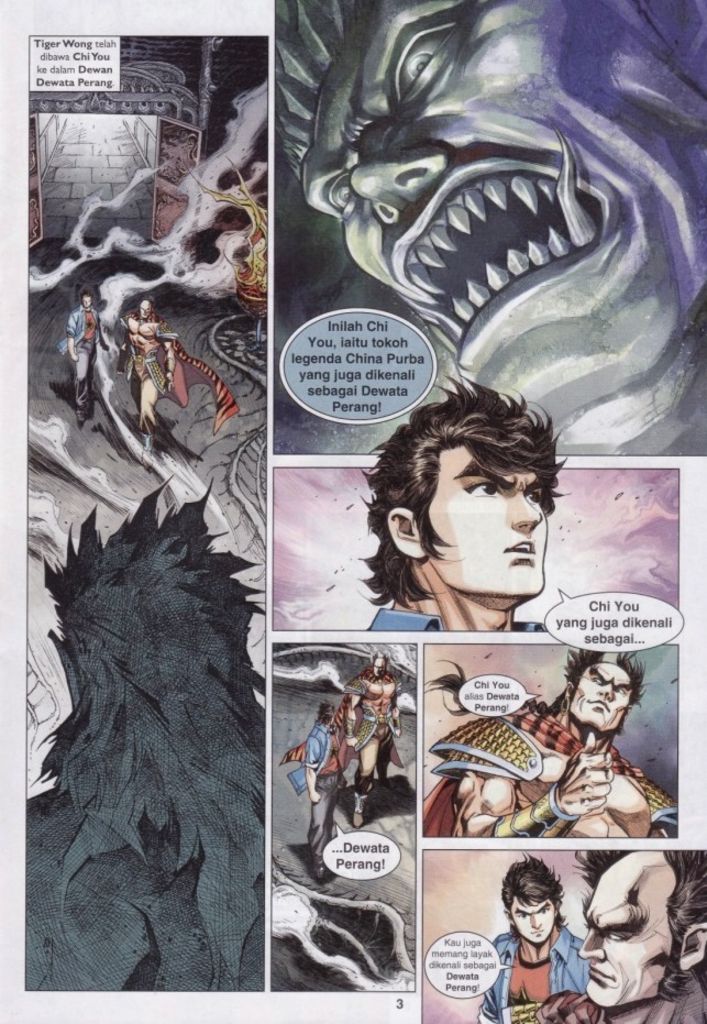 Tiger Wong telah
dibawa Chi You
ke dalam Dewan
Dewata Perang.
Inilah Chi
You, iaitu tokoh
legenda China Purba
yang juga dikenali
sebagai Dewata
Perang!
Chi You
yang juga dikenali
sebagai...
...Dewata
Perang!
Chi You
alias Dewata
Perang!
Kau juga
memang layak
dikenali sebagai
Dewata
Perang!
3